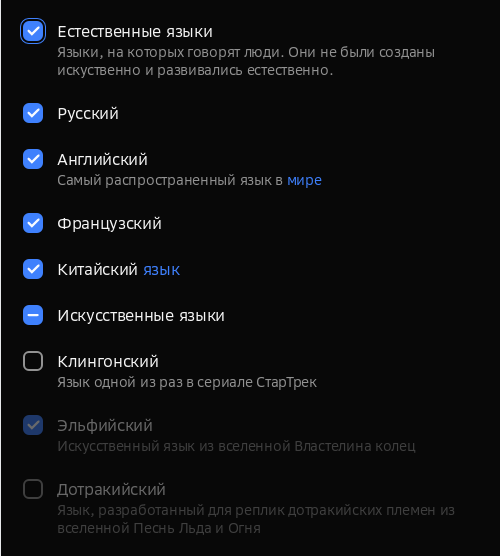 Естественные языки
Языки, на которых говорят люди. Они не были созданы
искуственно и развивались естественно.
Русский
Английский
Самый распространенный язык в мире
Французский
Китайский язык
Искусственные языки
Клингонский
Язык одной из раз в сериале СтарТрек
Эльфийский
Искусственный язык из вселенной Властелина колец
Дотракийский
Язык, разработанный для реплик дотракийских племен из
вселенной Песнь Льда и Огня